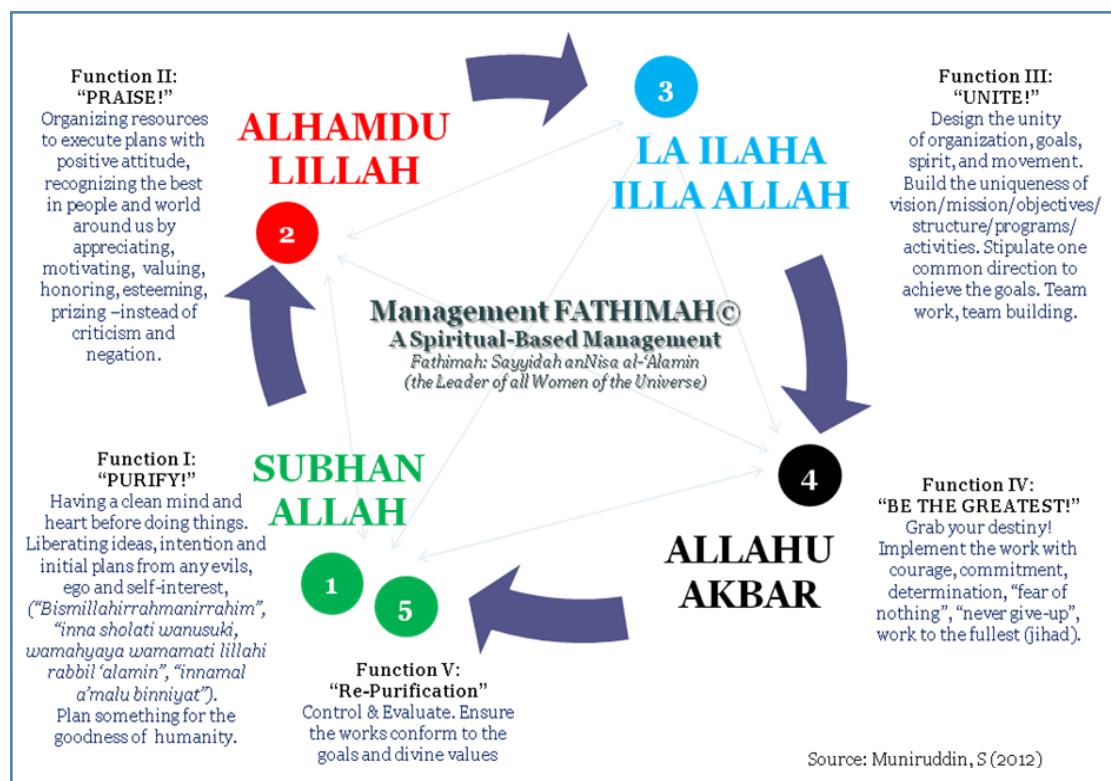 Function II:
“PRAISE!”
Organizing resources
to execute plans with
positive attitude,
recognizing the best
in people and world
around us by
appreciating,
motivating, valuing,
honoring, esteeming,
prizing –instead of
criticism and
negation.
ALHAMDU
LILLAH
2
3
LA ILAHA
ILLA ALLAH
Function III:
“UNITE!”
Design the unity
of organization, goals,
spirit, and movement.
Build the uniqueness of
vision/mission/objectives/
structure/programs/
activities. Stipulate one
common direction to
achieve the goals. Team
work, team building.
Management FATHIMAH©
A Spiritual-Based Management
Fathimah: Sayyidah anNisa al-‘Alamin
(the Leader of all Women of the Universe)
Function I:
“PURIFY!”
Having a clean mind and
heart before doing things.
Liberating ideas, intention and
initial plans from any evils,
ego and self-interest,
(“Bismillahirrahmanirrahim”,
“inna sholati wanusuki,
wamahyaya wamamati lillahi
rabbil ‘alamin”, “innamal
a’malu binniyat”).
Plan something for the
goodness of humanity.
SUBHAN
ALLAH
1
5
Function V:
“Re-Purification”
Control & Evaluate. Ensure
the works conform to the
goals and divine values
4
ALLAHU
AKBAR
Function IV:
“BE THE GREATEST!”
Grab your destiny!
Implement the work with
courage, commitment,
determination, “fear of
nothing”, “never give-up”,
work to the fullest (jihad).
Source: Muniruddin, S (2012)